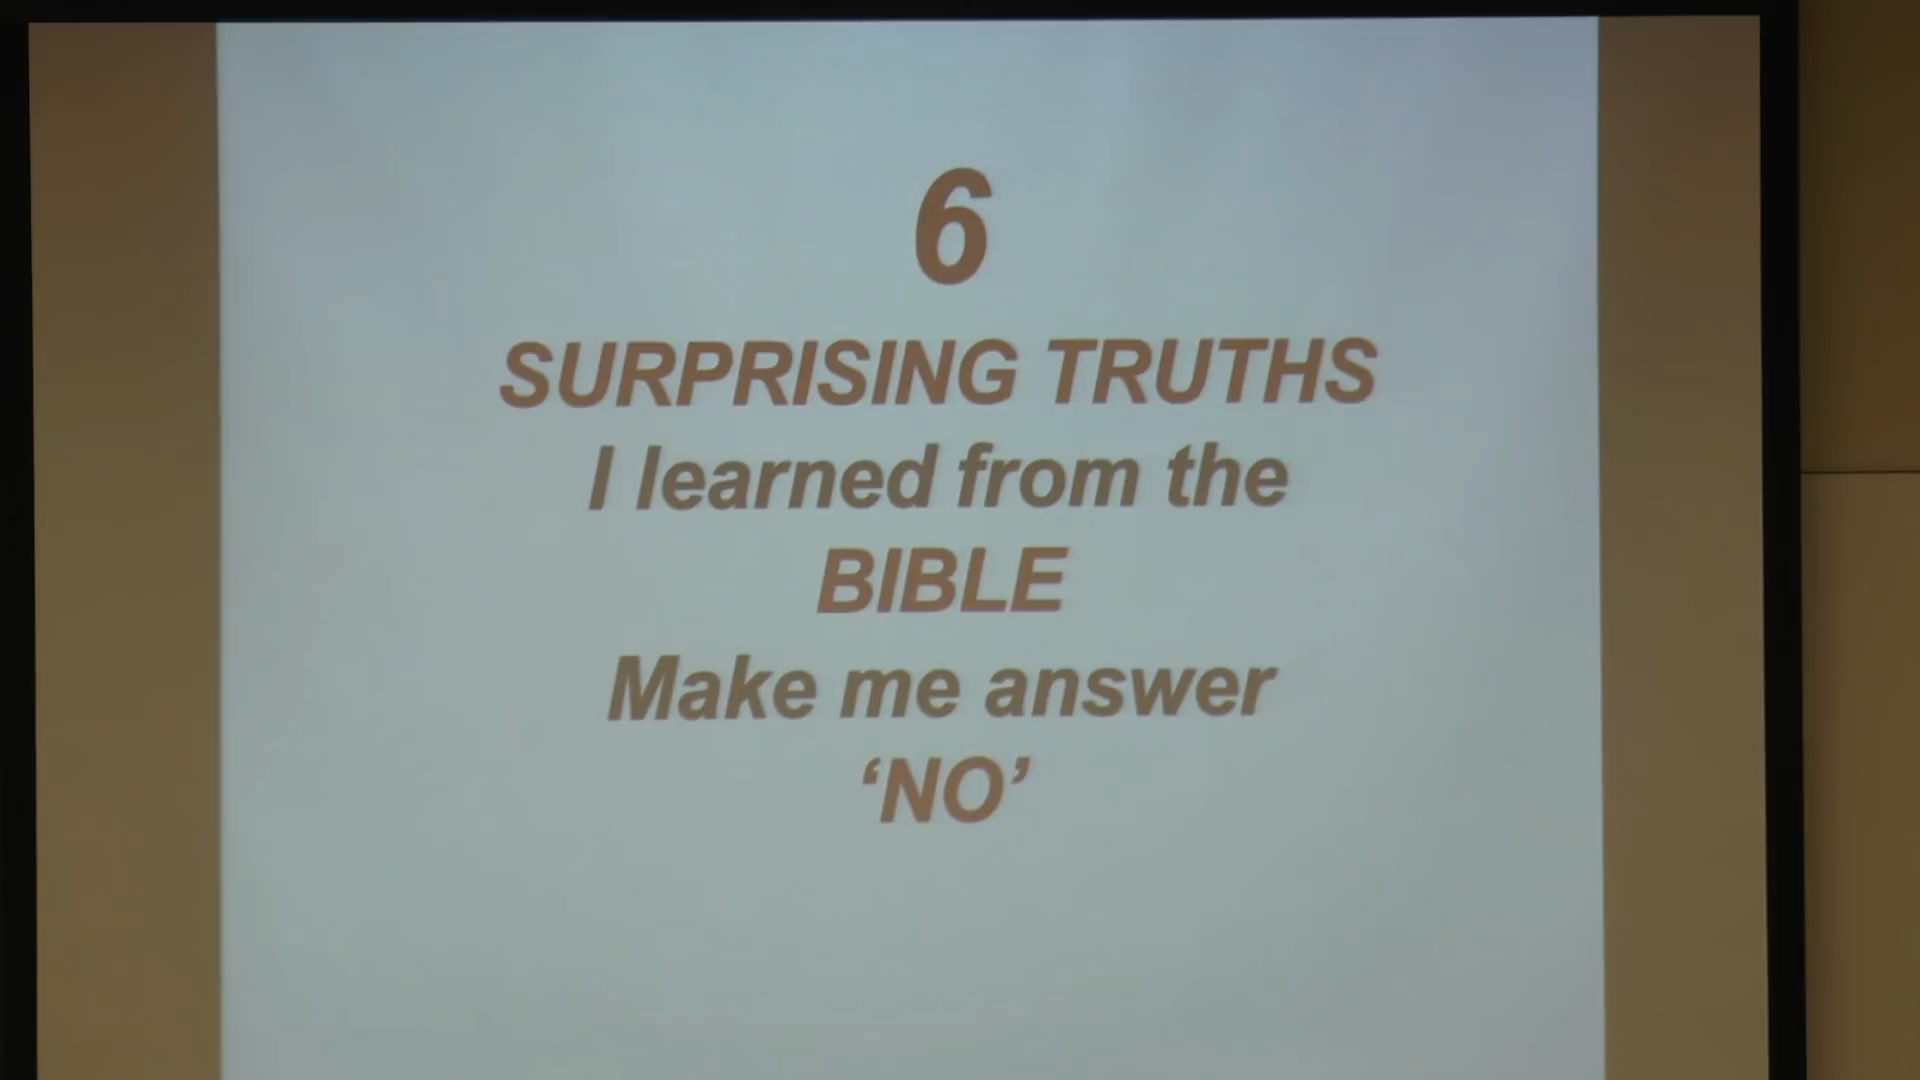 6
SURPRISING TRUTHS
I learned from the
BIBLE
Make me answer
‘NO’